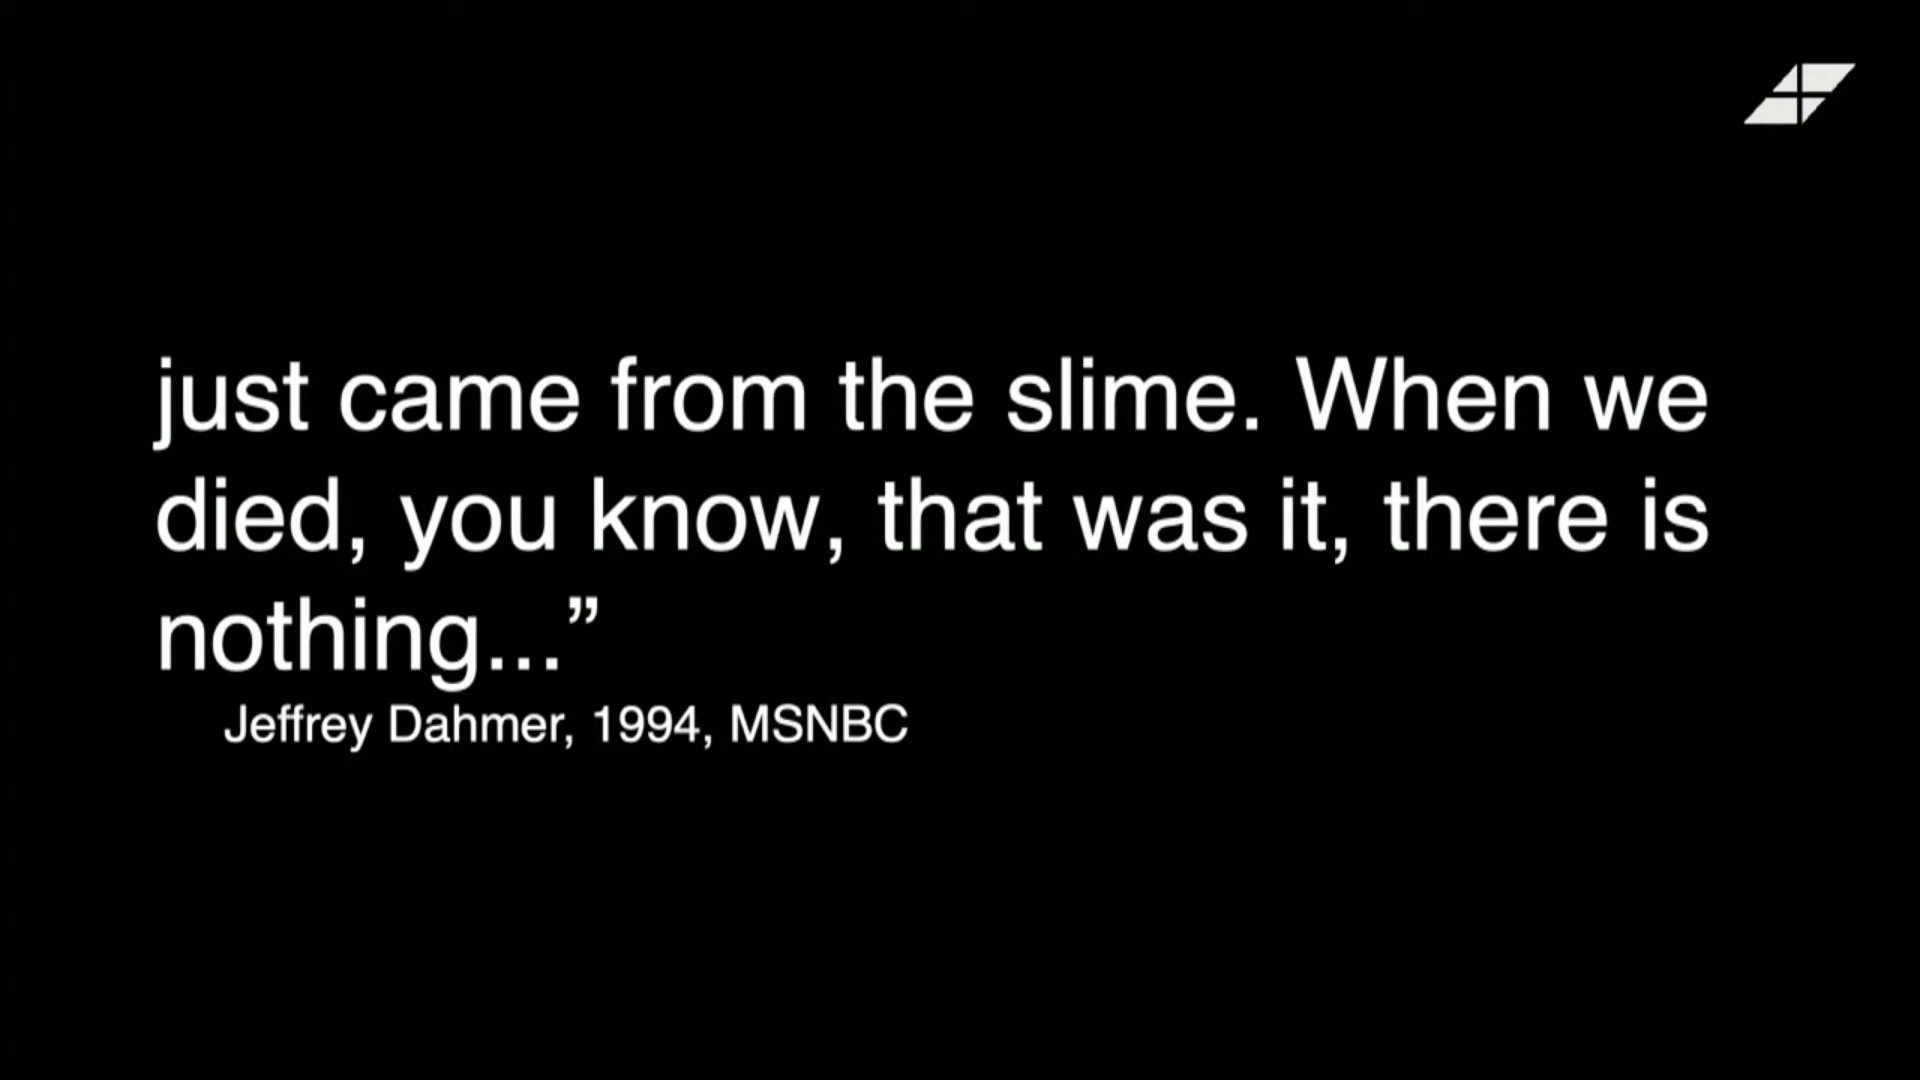 just came from the slime. When we
died, you know, that was it, there is
nothing...”
Jeffrey Dahmer, 1994, MSNBC